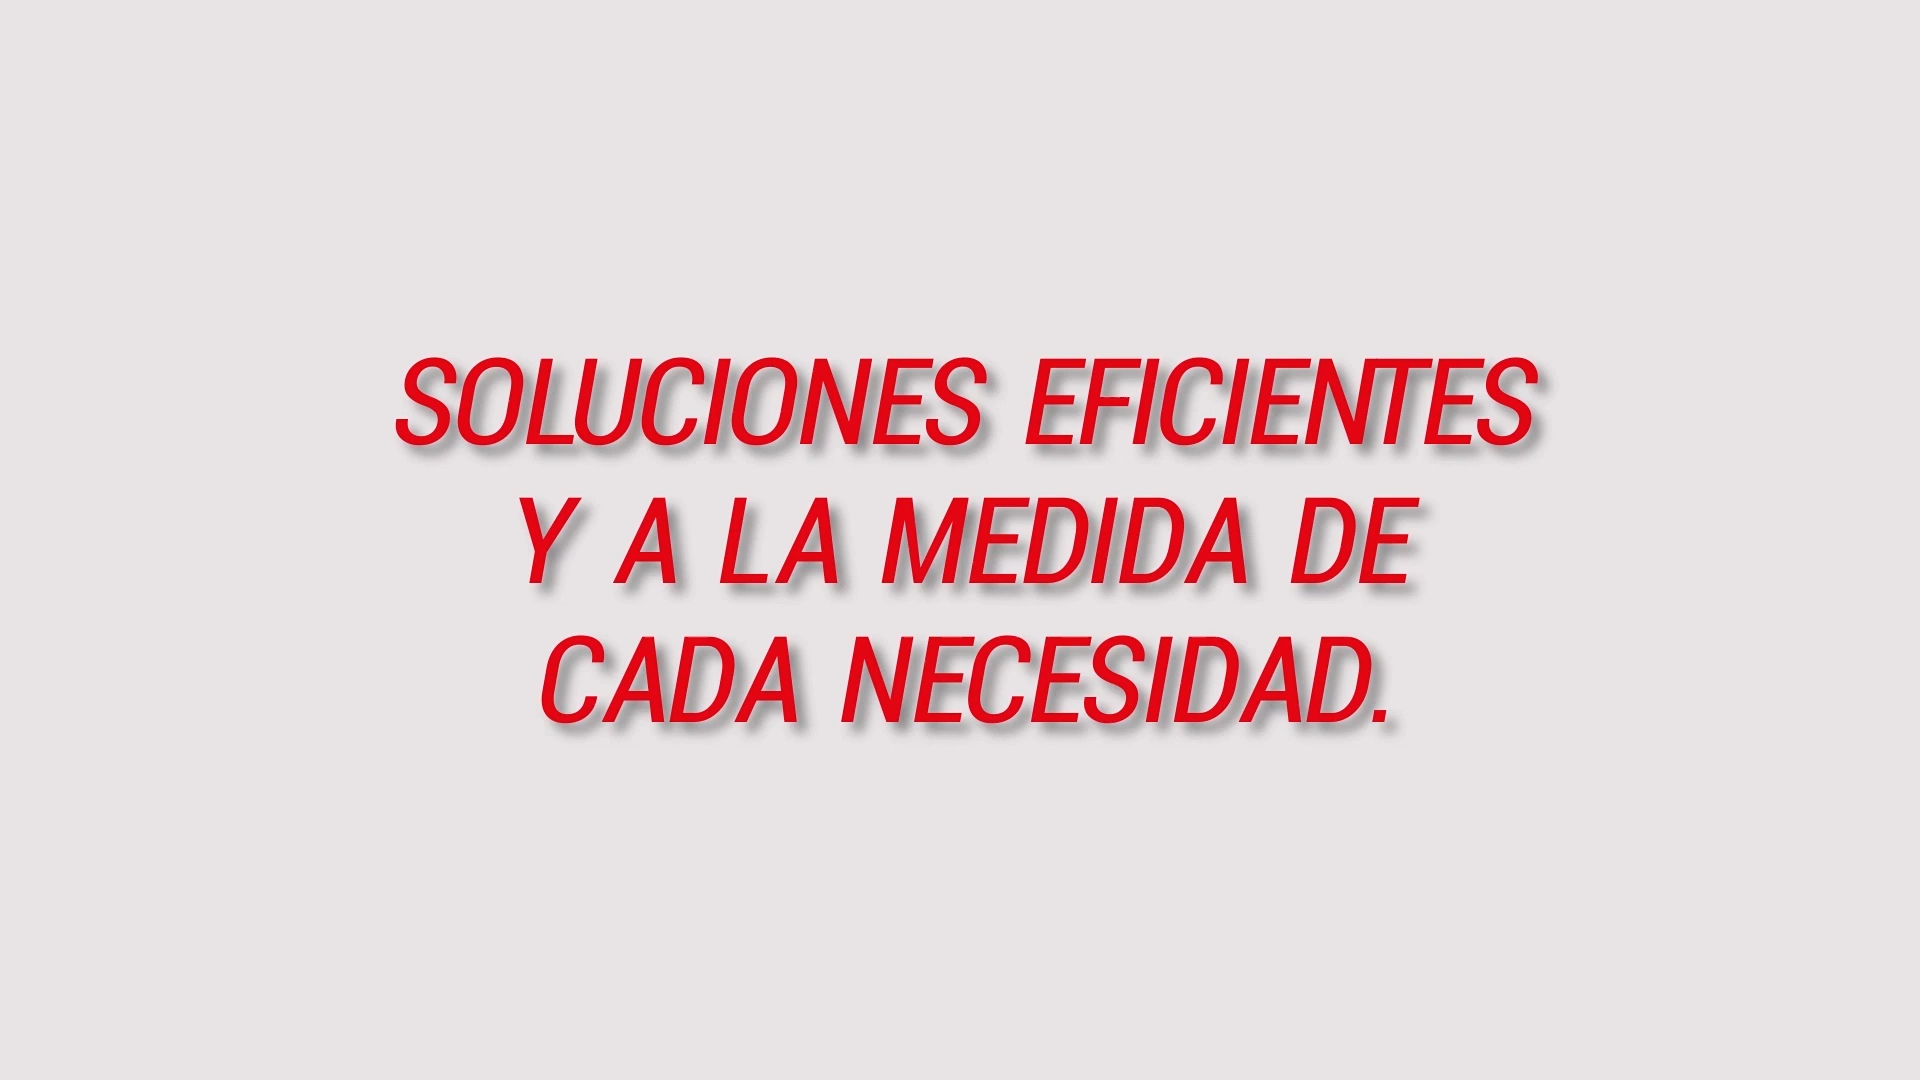 SOLUCIONES EFICIENTES
Y A LA MEDIDA DE
CADA NECESIDAD.